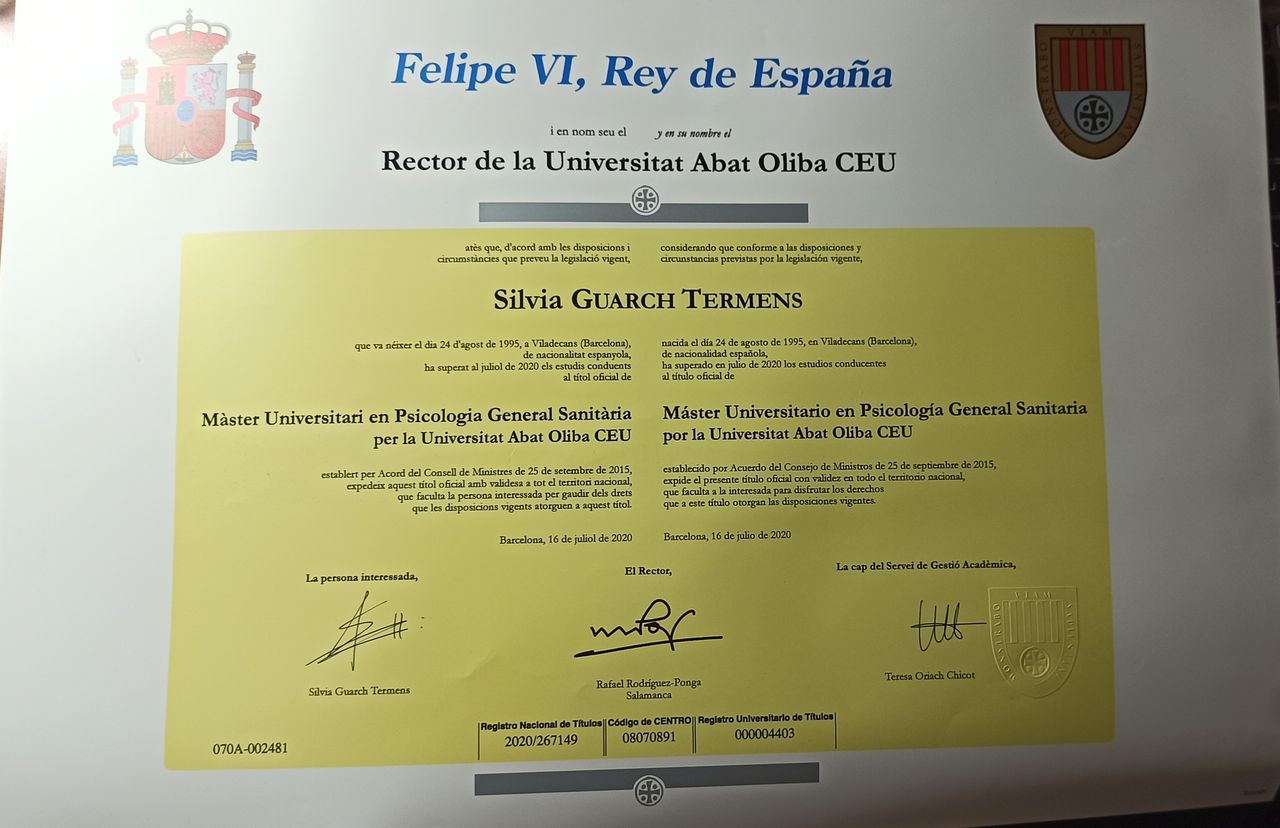 Felipe VI, Rey de España
i en nom seu el
y en su nombre el
Rector de la Universitat Abat Oliba CEU
VIAM
MONSTRABO
SAPIENTIAE
atès que, d'acord amb les disposicions i
circumstàncies que preveu la legislació vigent,
considerando que conforme a las disposiciones y
circunstancias previstas por la legislación vigente,
Silvia GUARCH TERMENS
que va néixer el dia 24 d'agost de 1995, a Viladecans (Barcelona),
de nacionalitat espanyola,
ha superat al juliol de 2020 els estudis conduents
al títol oficial de
nacida el día 24 de agosto de 1995, en Viladecans (Barcelona),
de nacionalidad española,
ha superado en julio de 2020 los estudios conducentes
al título oficial de
Màster Universitari en Psicologia General Sanitària
per la Universitat Abat Oliba CEU
Máster Universitario en Psicología General Sanitaria
por la Universitat Abat Oliba CEU
establert per Acord del Consell de Ministres de 25 de setembre de 2015,
expedeix aquest títol oficial amb validesa a tot el territori nacional,
que faculta la persona interessada per gaudir dels drets
que les disposicions vigents atorguen a aquest títol.
establecido por Acuerdo del Consejo de Ministros de 25 de septiembre de 2015,
expide el presente título oficial con validez en todo el territorio nacional,
que faculta a la interesada para disfrutar los derechos
que a este título otorgan las disposiciones vigentes.
Barcelona, 16 de juliol de 2020
Barcelona, 16 de julio de 2020
La persona interessada,
El Rector,
La cap del Servei de Gestió Acadèmica,
VIAM
MONSTRABO
SAPIENTIAE
Silvia Guarch Termens
Rafael Rodríguez-Ponga
Salamanca
Teresa Oriach Chicot
070A-002481
Registro Nacional de Títulos
2020/267149
Código de CENTRO
08070891
Registro Universitario de Títulos
000004403